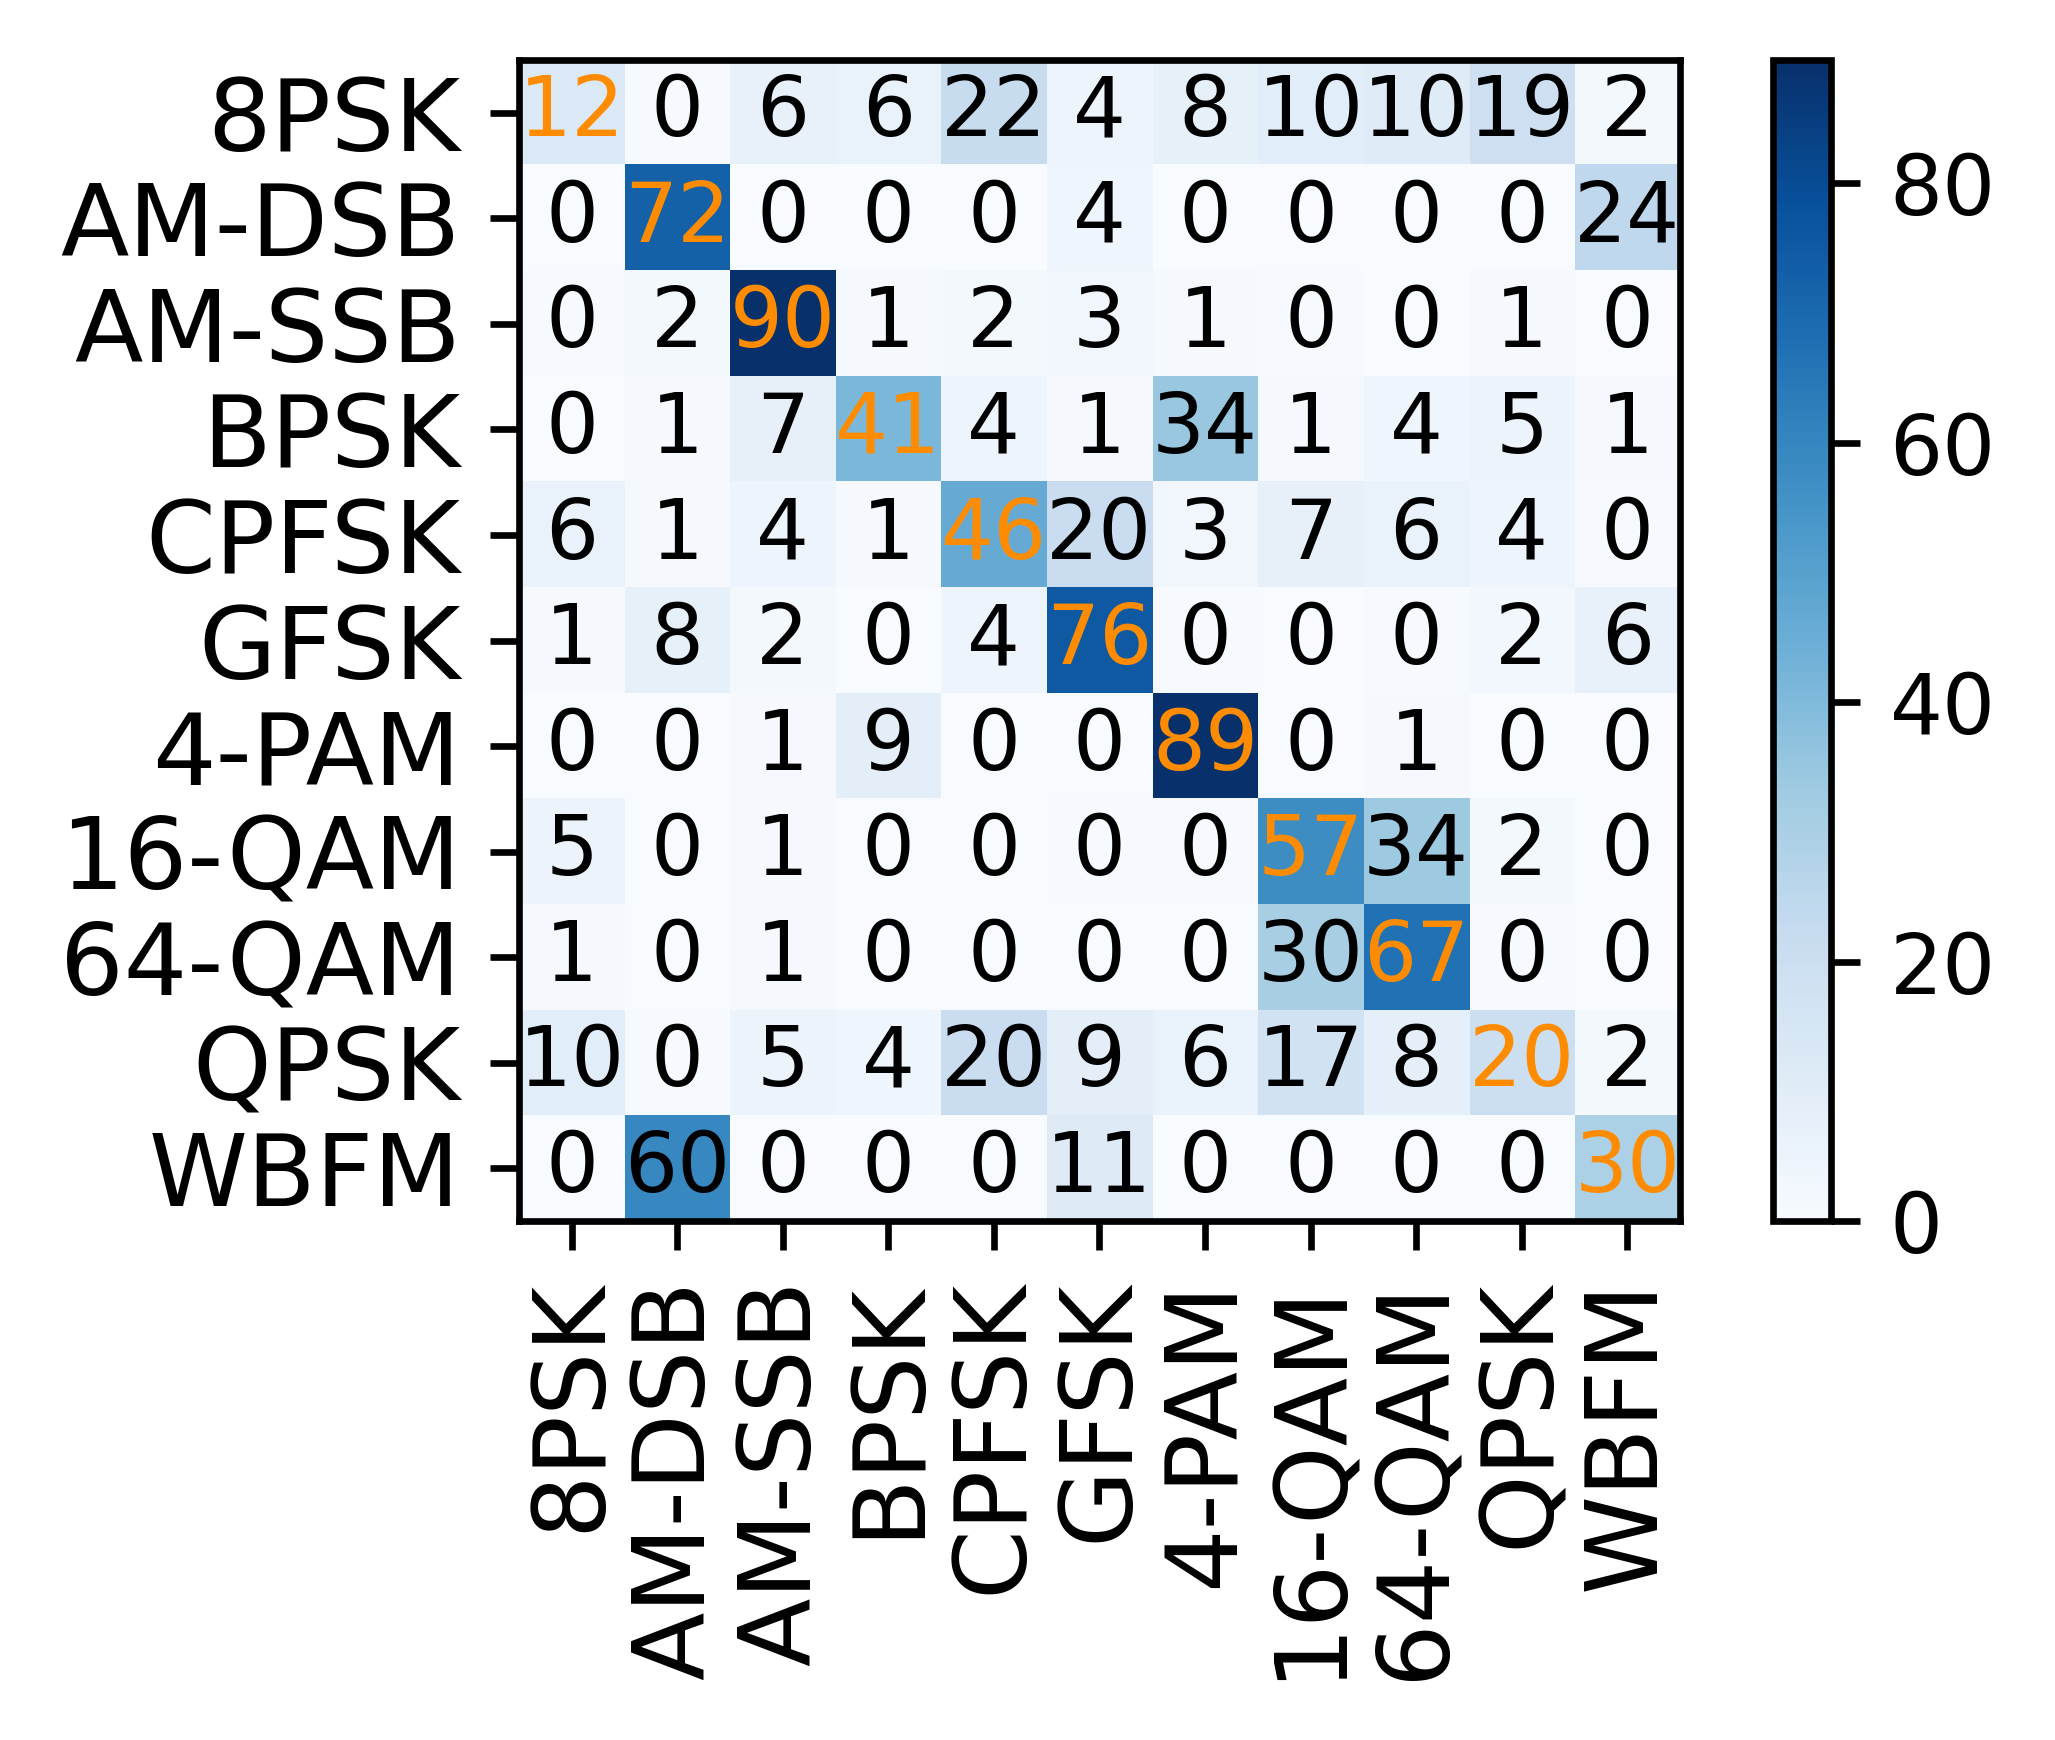 8PSK 12 0 6 6 22 4 8 10 10 19 2
AM-DSB 0 72 0 0 0 4 0 0 0 0 24
AM-SSB 0 2 90 1 2 3 1 0 0 1 0
BPSK 0 1 7 41 4 1 34 1 4 5 1
CPFSK 6 1 4 1 46 20 3 7 6 4 0
GFSK 1 8 2 0 4 76 0 0 0 2 6
4-PAM 0 0 1 9 0 0 89 0 1 0 0
16-QAM 5 0 1 0 0 0 0 57 34 2 0
64-QAM 1 0 1 0 0 0 0 30 67 0 0
QPSK 10 0 5 4 20 9 6 17 8 20 2
WBFM 0 60 0 0 0 11 0 0 0 0 30
8PSK
AM-DSB
AM-SSB
BPSK
CPFSK
GFSK
4-PAM
16-QAM
64-QAM
QPSK
WBFM
80
60
40
20
0